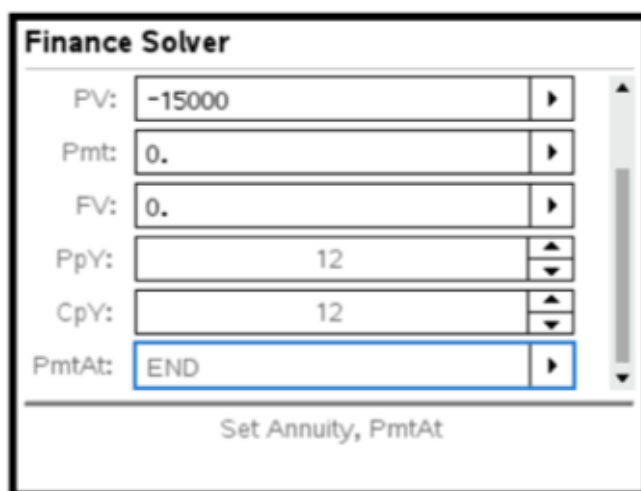 Finance Solver
PV: -15000
Pmt: 0.
FV: 0.
PpY: 12
CpY: 12
PmtAt: END
Set Annuity, PmtAt